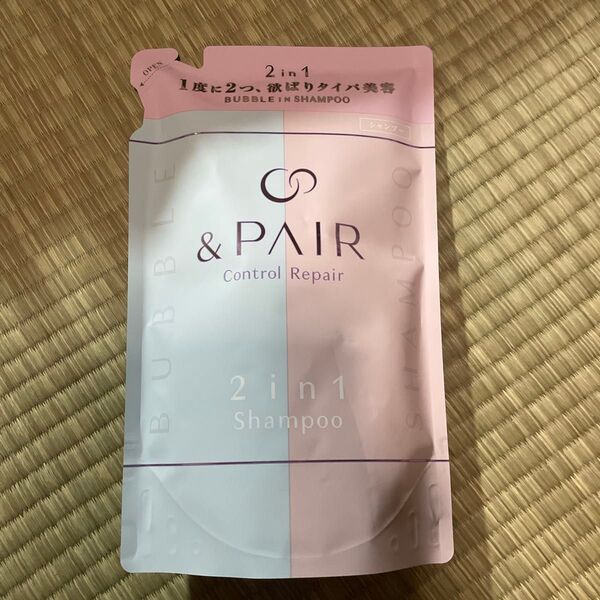 OPEN
2 in 1
1度に2つ、欲ばりタイパ美容
BUBBLE IN SHAMPOO
シャンプー
BUBBLE
SHAMPOO
& PAIR
Control Repair
2 in 1
Shampoo